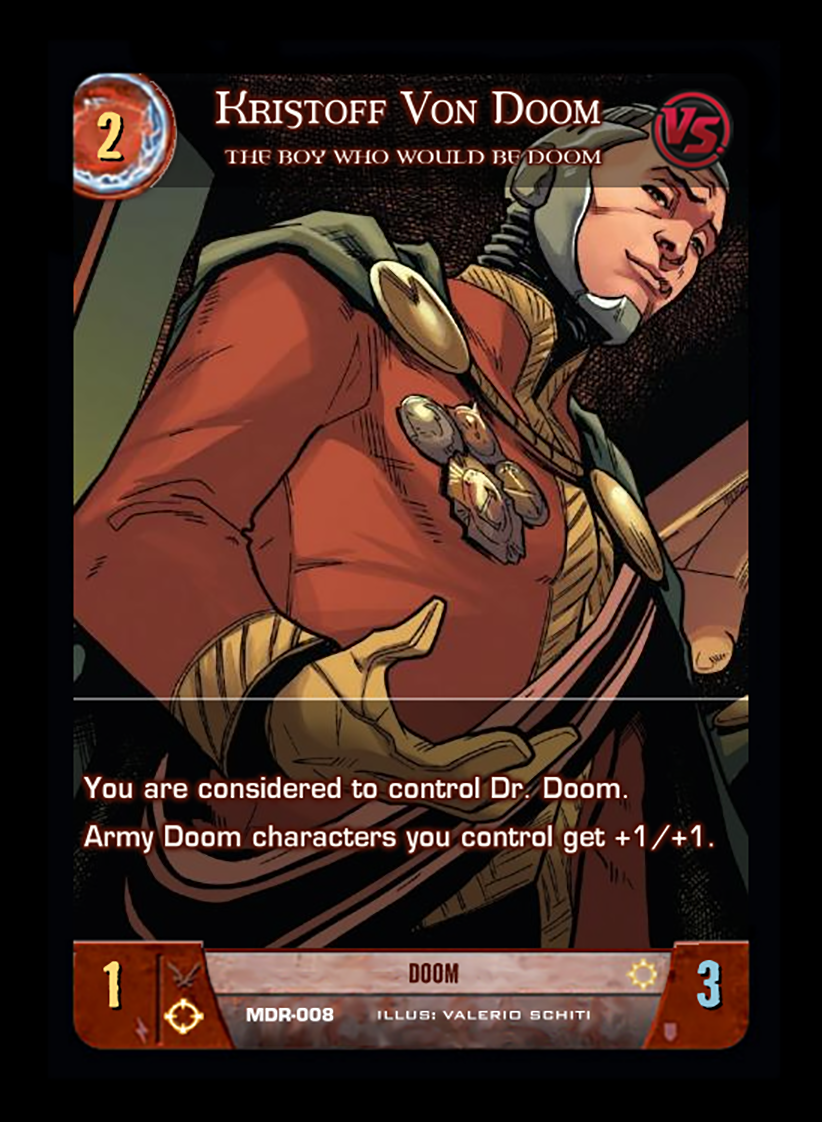 2
Kristoff Von Doom
VS.
The Boy Who Would Be Doom
You are considered to control Dr. Doom.
Army Doom characters you control get +1/+1.
1
DOOM
3
MDR-008 ILLUS: VALERIO SCHITI